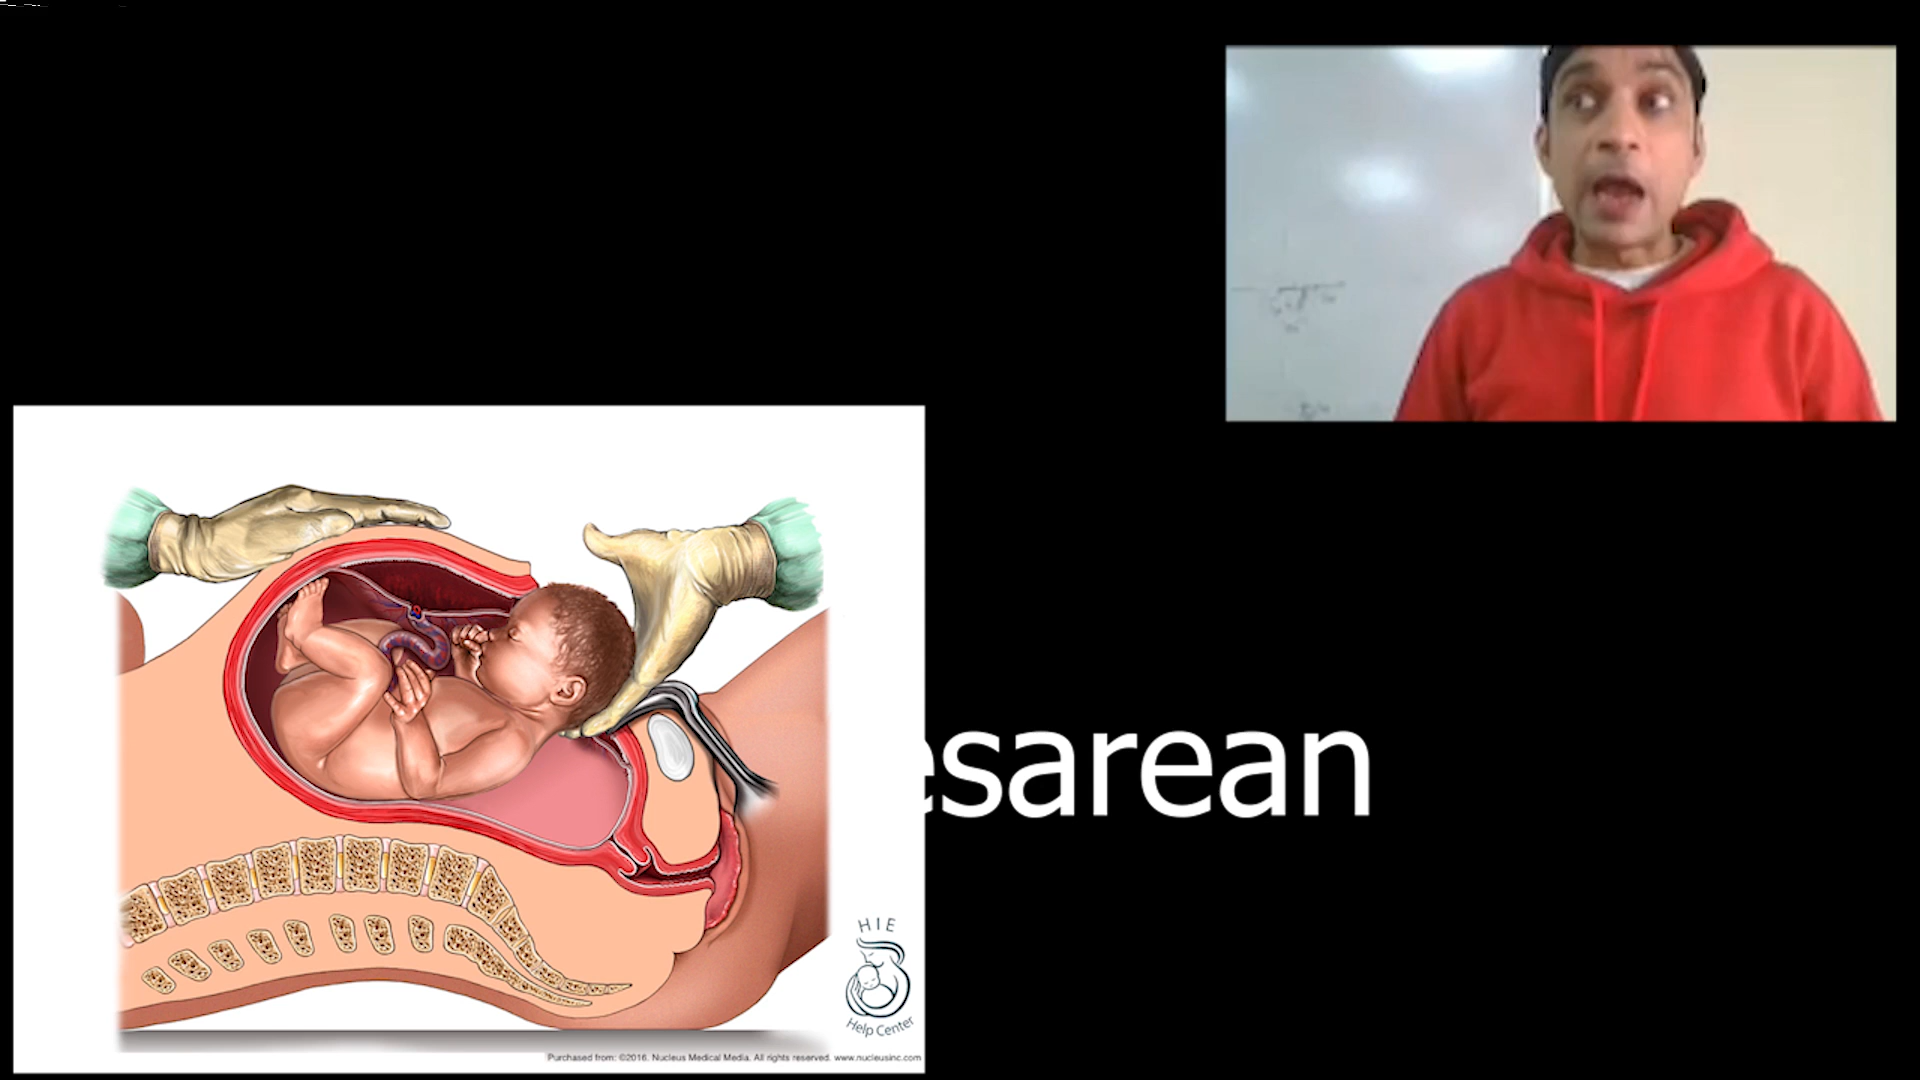 esarean
HIE
Help Center
Purchased from: ©2016. Nucleus Medical Media. All rights reserved. www.nucleusinc.com